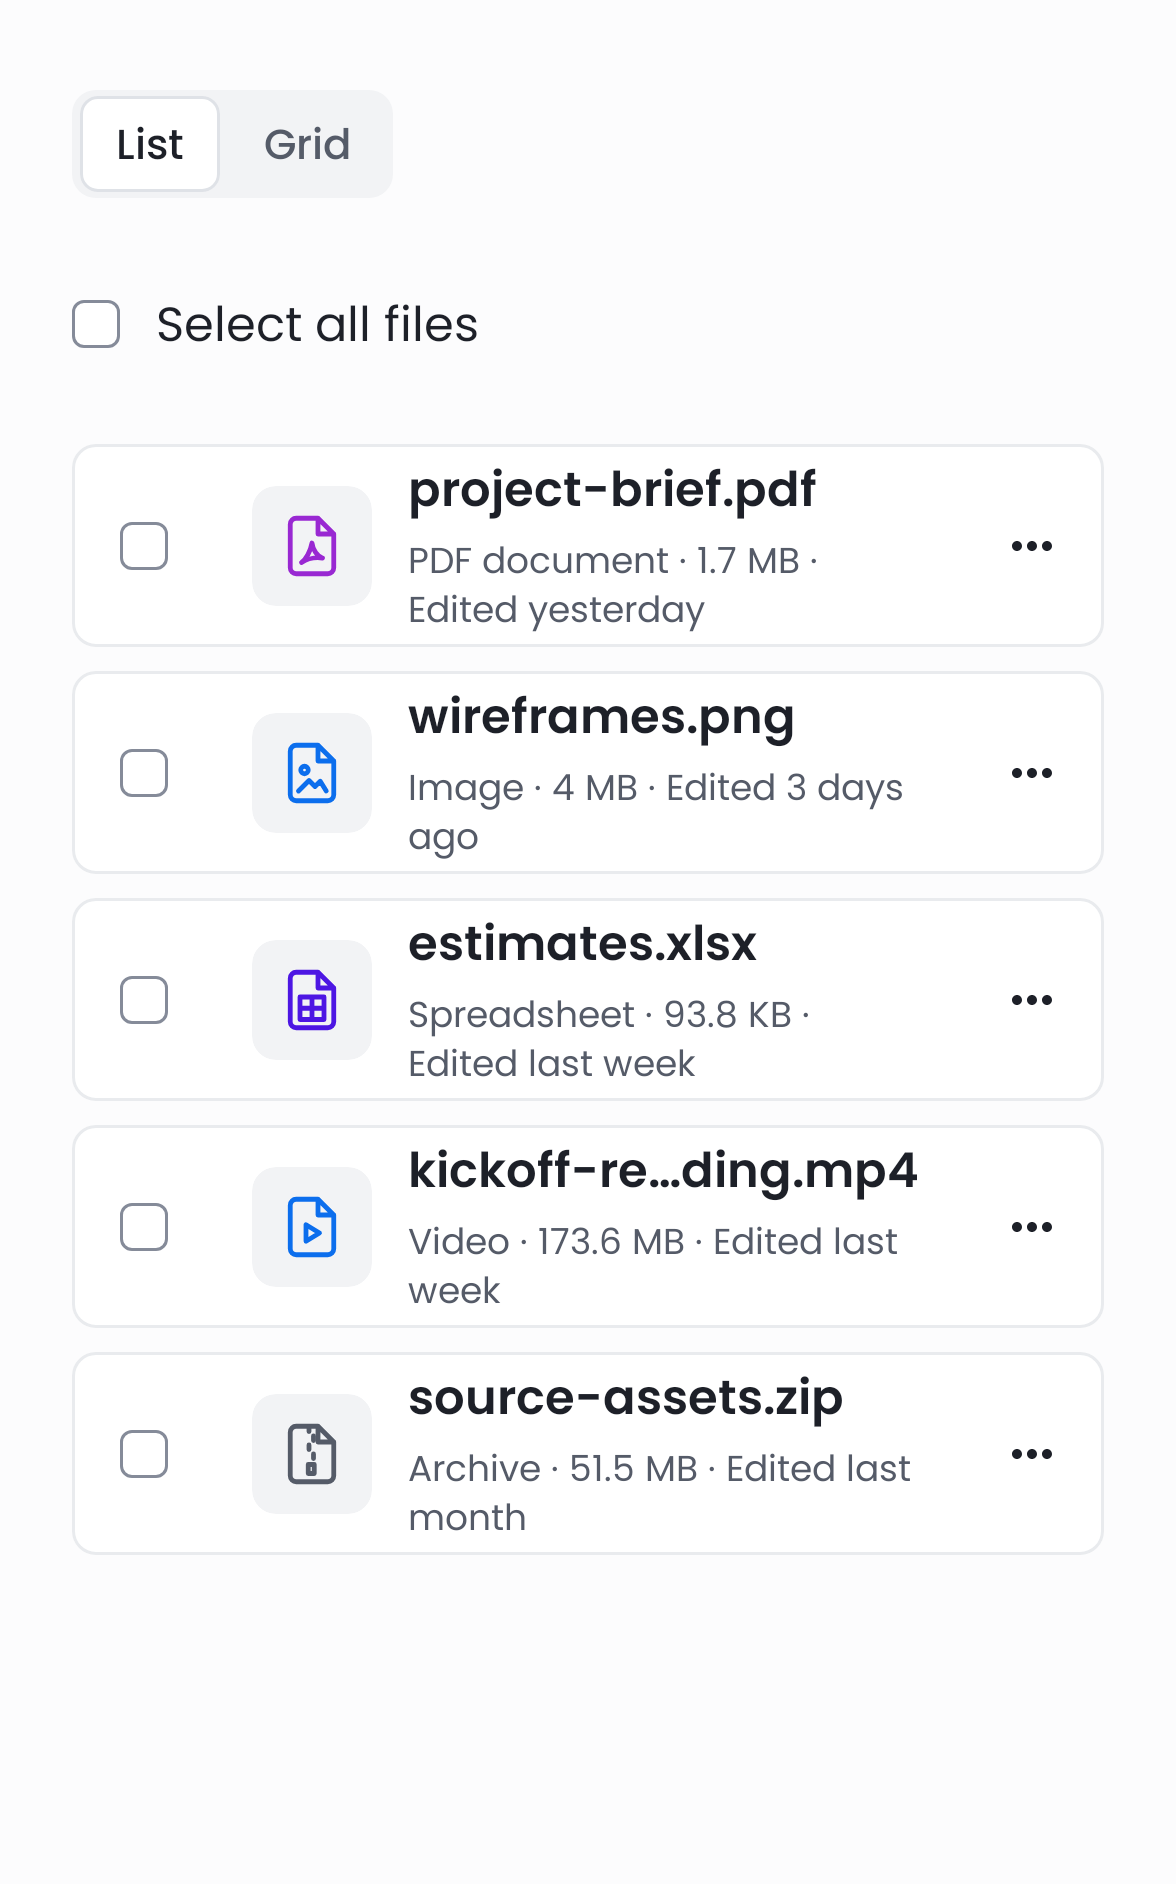 List
Grid
Select all files
project-brief.pdf
PDF document · 1.7 MB ·
Edited yesterday
wireframes.png
Image · 4 MB · Edited 3 days
ago
estimates.xlsx
Spreadsheet · 93.8 KB ·
Edited last week
kickoff-re…ding.mp4
Video · 173.6 MB · Edited last
week
source-assets.zip
Archive · 51.5 MB · Edited last
month